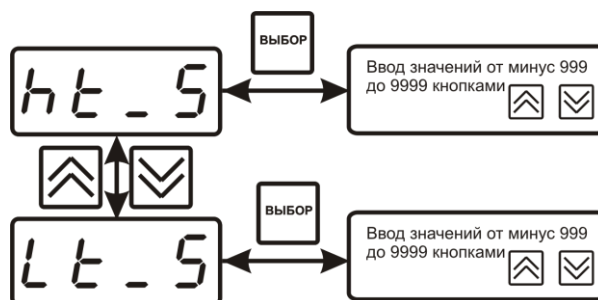 ВЫБОР
ht_S
Ввод значений от минус 999
до 9999 кнопками
ВЫБОР
Lt_S
Ввод значений от минус 999
до 9999 кнопками